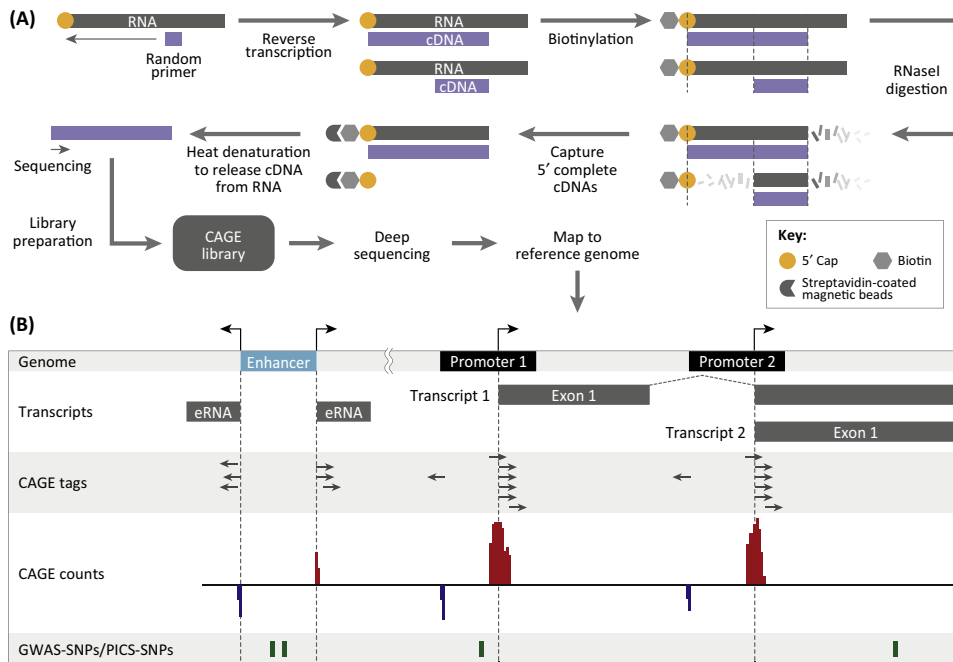 (A)
RNA
Random
primer
Reverse
transcription
RNA
cDNA
RNA
cDNA
Biotinylation
RNaseI
digestion
Sequencing
Heat denaturation
to release cDNA
from RNA
Capture
5′ complete
cDNAs
Library
preparation
CAGE
library
Deep
sequencing
Map to
reference genome
Key:
5′ Cap
Biotin
Streptavidin-coated
magnetic beads
(B)
Genome
Enhancer
Promoter 1
Promoter 2
Transcripts
eRNA
eRNA
Transcript 1
Exon 1
Transcript 2
Exon 1
CAGE tags
CAGE counts
GWAS-SNPs/PICS-SNPs